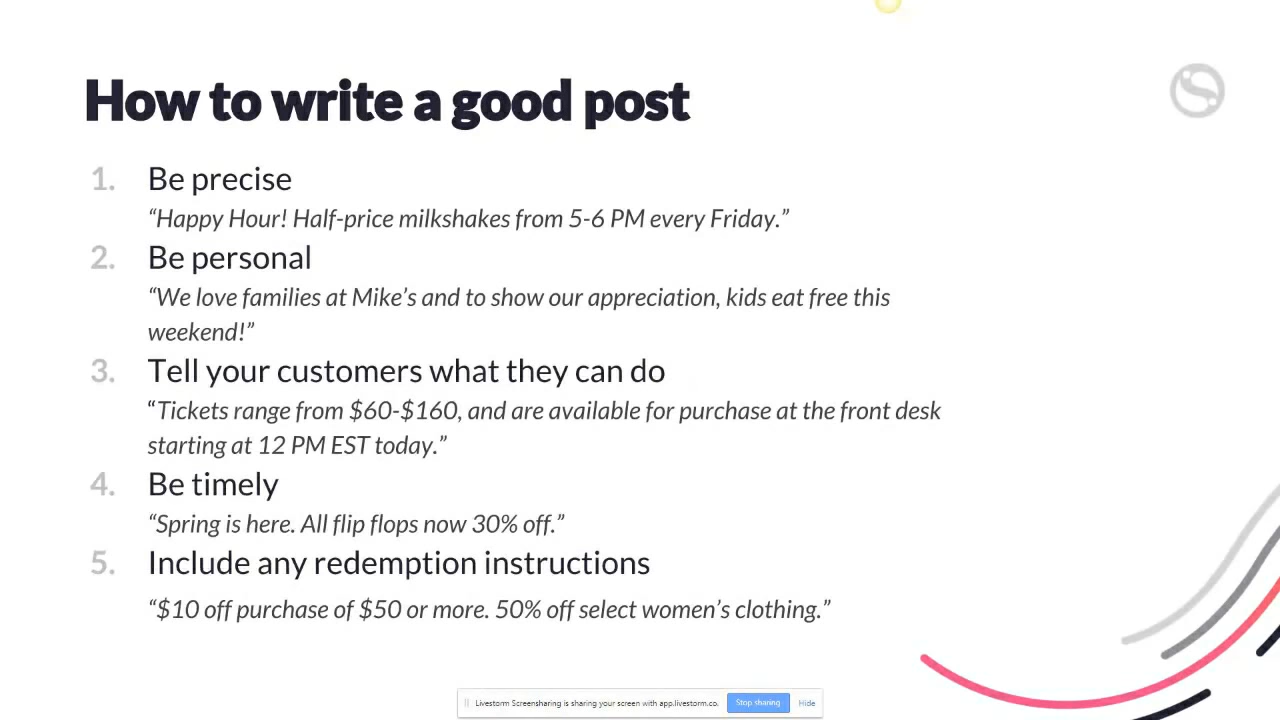 How to write a good post
1. Be precise
“Happy Hour! Half-price milkshakes from 5-6 PM every Friday.”
2. Be personal
“We love families at Mike’s and to show our appreciation, kids eat free this
weekend!”
3. Tell your customers what they can do
“Tickets range from $60-$160, and are available for purchase at the front desk
starting at 12 PM EST today.”
4. Be timely
“Spring is here. All flip flops now 30% off.”
5. Include any redemption instructions
“$10 off purchase of $50 or more. 50% off select women’s clothing.”
Livestorm Screensharing is sharing your screen with app.livestorm.co. Stop sharing Hide